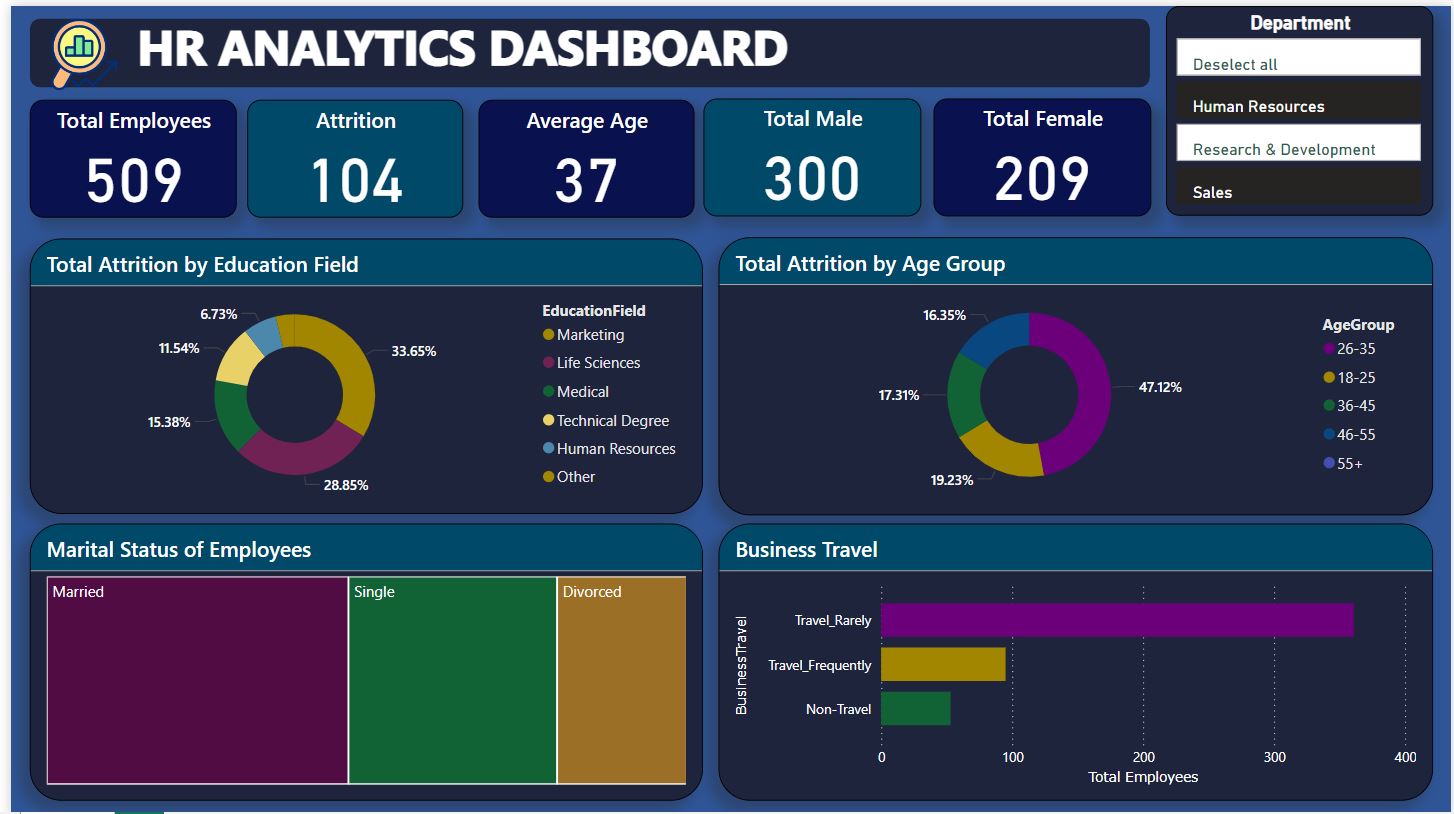 HR ANALYTICS DASHBOARD
Department
Deselect all
Human Resources
Research & Development
Sales
Total Employees
509
Attrition
104
Average Age
37
Total Male
300
Total Female
209
Total Attrition by Education Field
6.73%
11.54%
15.38%
28.85%
33.65%
EducationField
Marketing
Life Sciences
Medical
Technical Degree
Human Resources
Other
Total Attrition by Age Group
16.35%
17.31%
19.23%
47.12%
AgeGroup
26-35
18-25
36-45
46-55
55+
Marital Status of Employees
Married
Single
Divorced
Business Travel
BusinessTravel
Travel_Rarely
Travel_Frequently
Non-Travel
0 100 200 300 400
Total Employees